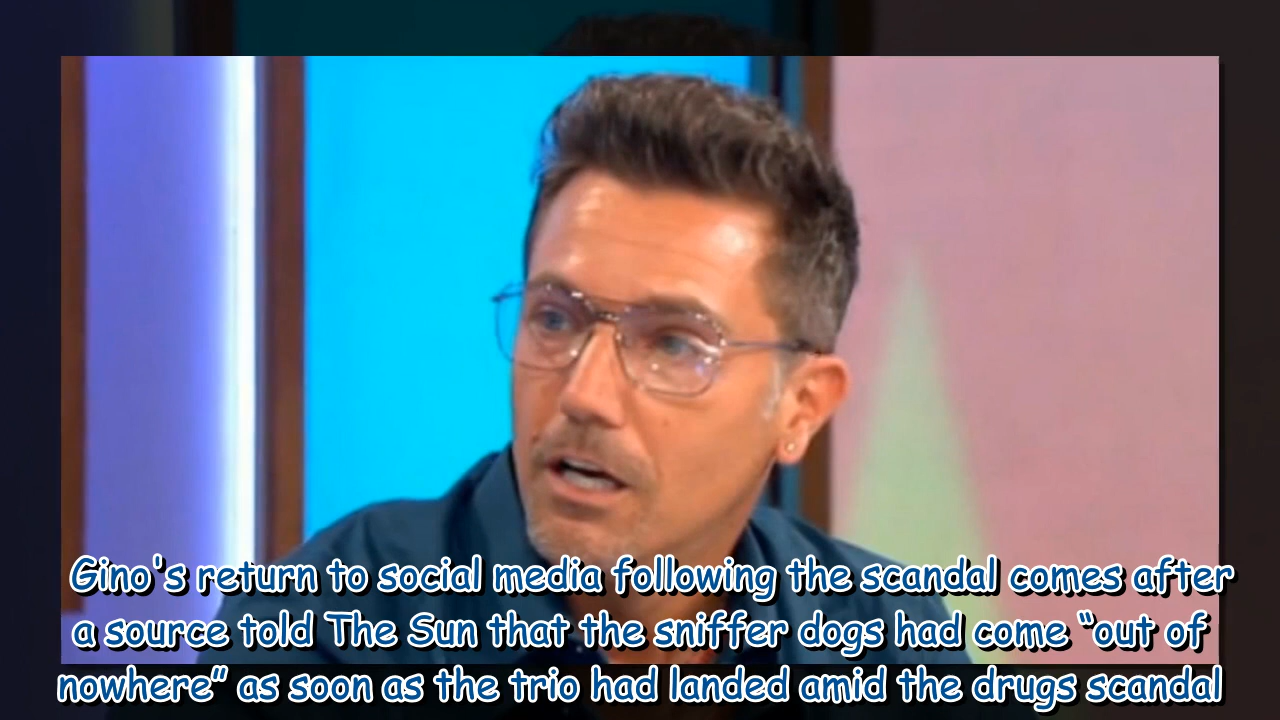 Gino's return to social media following the scandal comes after
a source told The Sun that the sniffer dogs had come “out of
nowhere” as soon as the trio had landed amid the drugs scandal